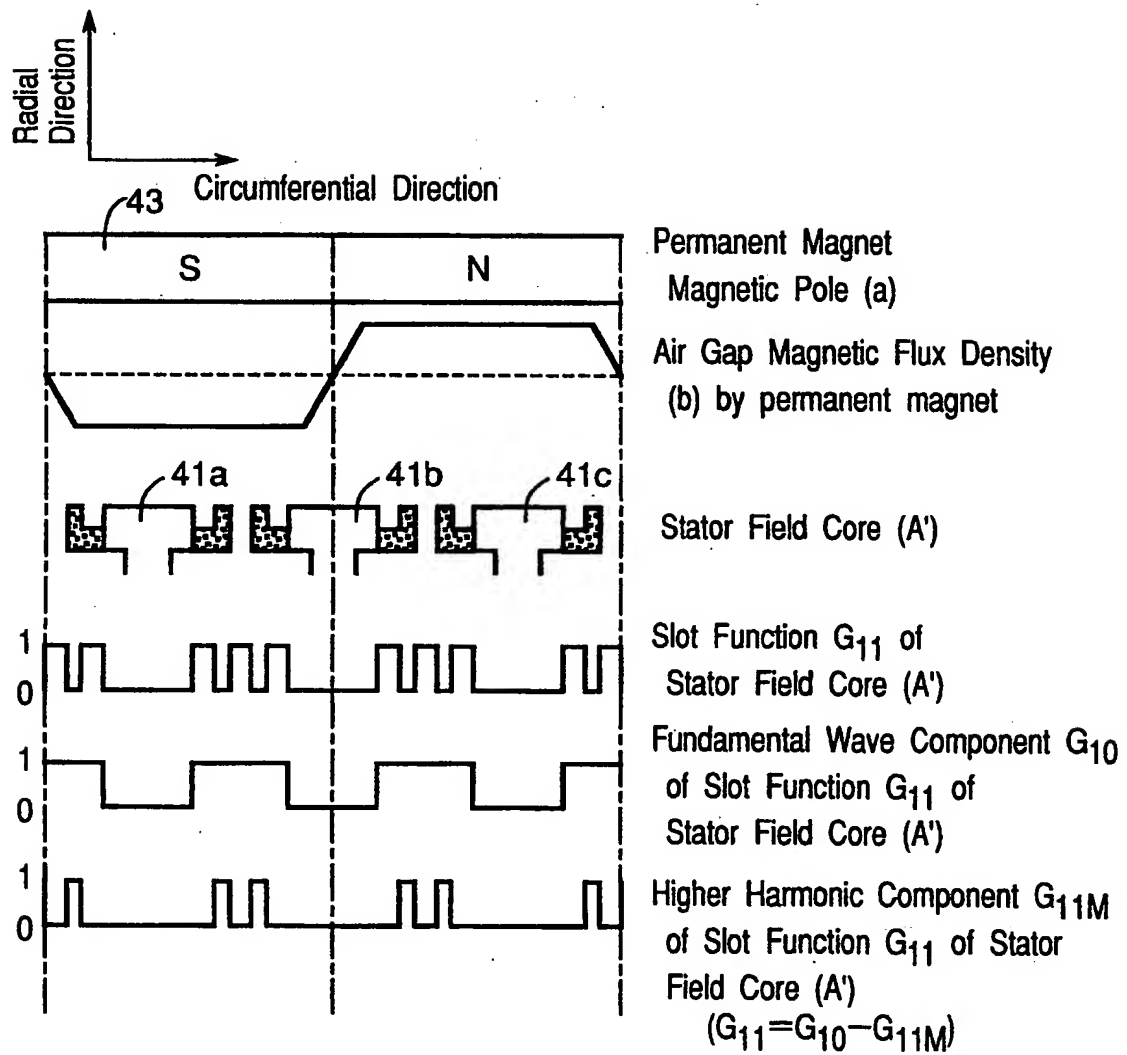 Radial
Direction
Circumferential Direction
43
S
N
Permanent Magnet
Magnetic Pole (a)
Air Gap Magnetic Flux Density
(b) by permanent magnet
41a
41b
41c
Stator Field Core (A')
1
0
Slot Function G11 of
Stator Field Core (A')
1
0
Fundamental Wave Component G10
of Slot Function G11 of
Stator Field Core (A')
1
0
Higher Harmonic Component G11M
of Slot Function G11 of Stator
Field Core (A')
(G11=G10−G11M)